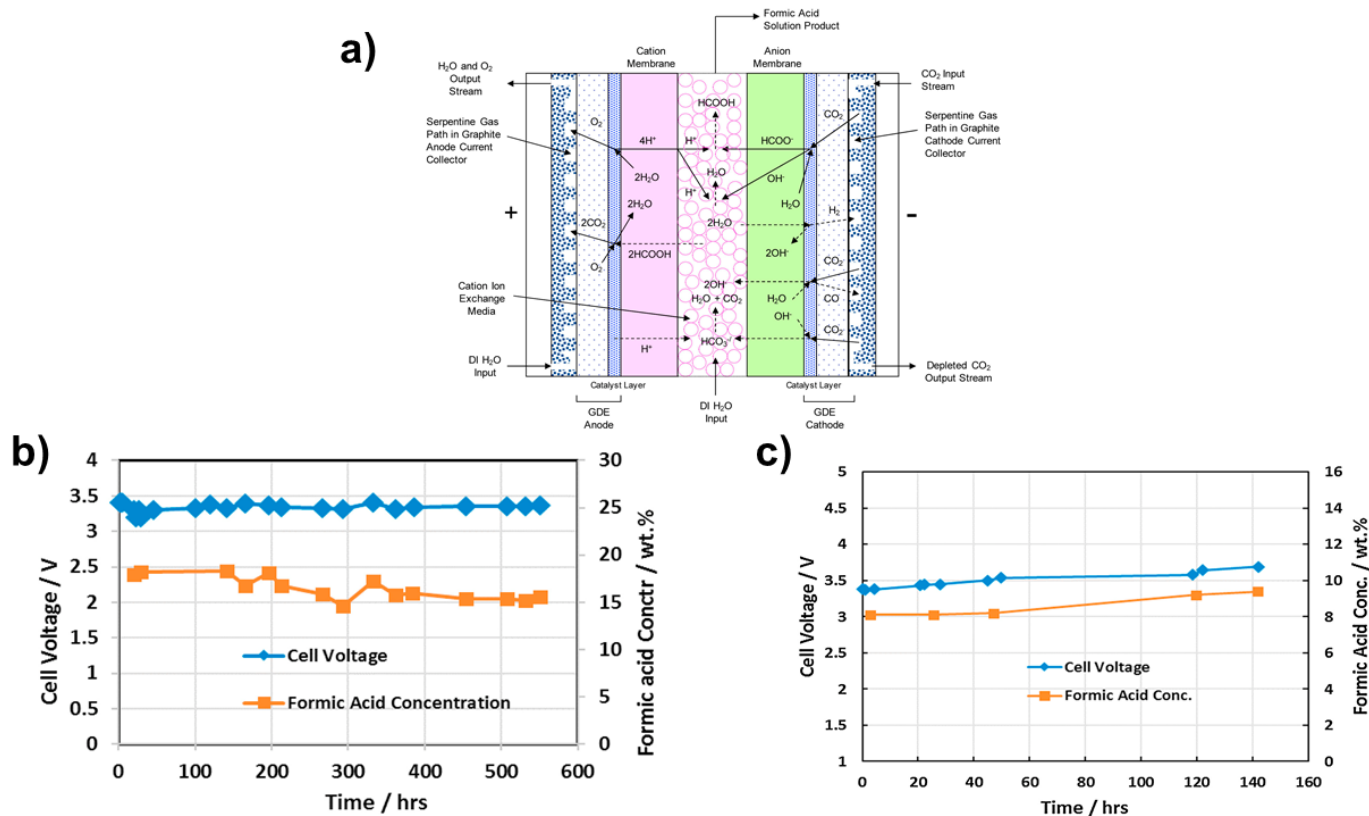 a)
Formic Acid
Solution Product
Cation
Membrane
Anion
Membrane
H₂O and O₂
Output
Stream
CO₂ Input
Stream
Serpentine Gas
Path in Graphite
Anode Current
Collector
Serpentine Gas
Path in Graphite
Cathode Current
Collector
HCOOH
O₂
CO₂
4H⁺
H⁺
HCOO⁻
2H₂O
H₂O
OH⁻
H⁺
2H₂O
H₂O
+
2CO₂
2H₂O
H₂
-
2HCOOH
2OH⁻
O₂
CO₂
2OH⁻
Cation Ion
Exchange
Media
H₂O + CO₂
H₂O
CO
OH⁻
CO₂
H⁺
HCO₃⁻
DI H₂O
Input
Depleted CO₂
Output Stream
Catalyst Layer
Catalyst Layer
GDE
Anode
DI H₂O
Input
GDE
Cathode
b)
4
3.5
3
2.5
2
1.5
1
0.5
0
Cell Voltage / V
30
25
20
15
10
5
0
Formic acid Conctr / wt.%
Cell Voltage
Formic Acid Concentration
0 100 200 300 400 500 600
Time / hrs
c)
5
4.5
4
3.5
3
2.5
2
1.5
1
Cell Voltage / V
16
14
12
10
8
6
4
2
0
Formic Acid Conc. / wt.%
Cell Voltage
Formic Acid Conc.
0 20 40 60 80 100 120 140 160
Time / hrs